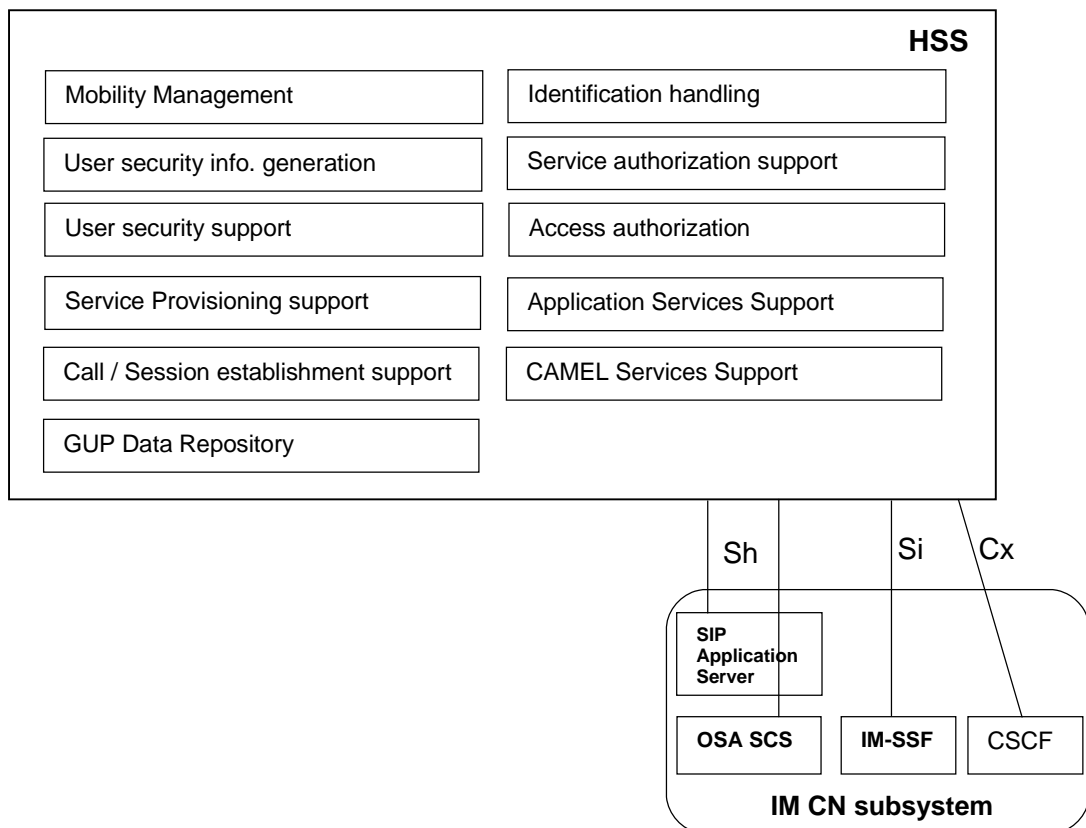 HSS
Mobility Management
Identification handling
User security info. generation
Service authorization support
User security support
Access authorization
Service Provisioning support
Application Services Support
Call / Session establishment support
CAMEL Services Support
GUP Data Repository
Sh
Si
Cx
SIP
Application
Server
OSA SCS
IM-SSF
CSCF
IM CN subsystem